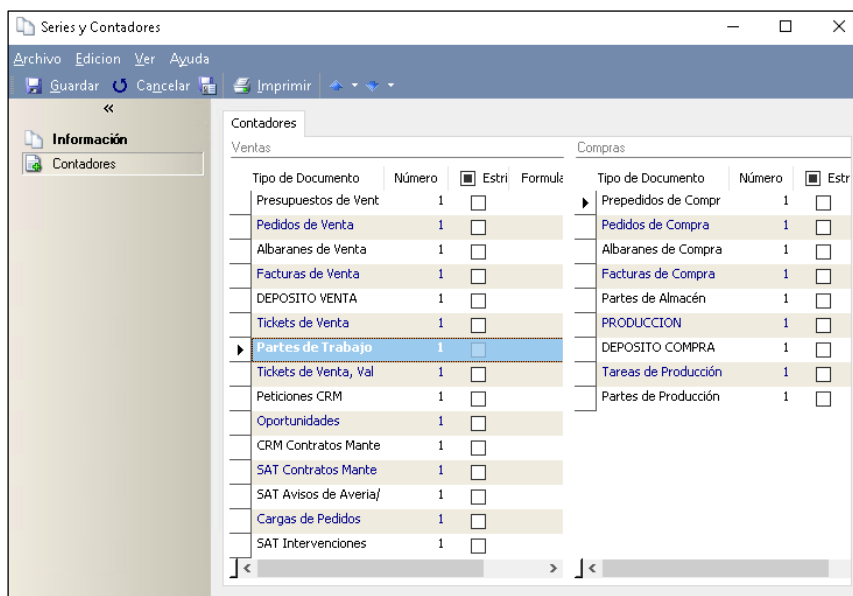 Series y Contadores
Archivo Edicion Ver Ayuda
Guardar Cancelar Imprimir
«
Información
Contadores
Contadores
Ventas
Tipo de Documento Número Estri Formula
Presupuestos de Vent 1
Pedidos de Venta 1
Albaranes de Venta 1
Facturas de Venta 1
DEPOSITO VENTA 1
Tickets de Venta 1
Partes de Trabajo 1
Tickets de Venta, Val 1
Peticiones CRM 1
Oportunidades 1
CRM Contratos Mante 1
SAT Contratos Mante 1
SAT Avisos de Averia/ 1
Cargas de Pedidos 1
SAT Intervenciones 1
Compras
Tipo de Documento Número Estr
Prepedidos de Compr 1
Pedidos de Compra 1
Albaranes de Compra 1
Facturas de Compra 1
Partes de Almacén 1
PRODUCCION 1
DEPOSITO COMPRA 1
Tareas de Producción 1
Partes de Producción 1